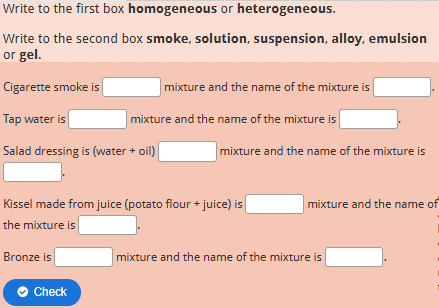 Write to the first box homogeneous or heterogeneous.
Write to the second box smoke, solution, suspension, alloy, emulsion
or gel.
Cigarette smoke is mixture and the name of the mixture is .
Tap water is mixture and the name of the mixture is .
Salad dressing is (water + oil) mixture and the name of the mixture is
.
Kissel made from juice (potato flour + juice) is mixture and the name of
the mixture is .
Bronze is mixture and the name of the mixture is .
Check